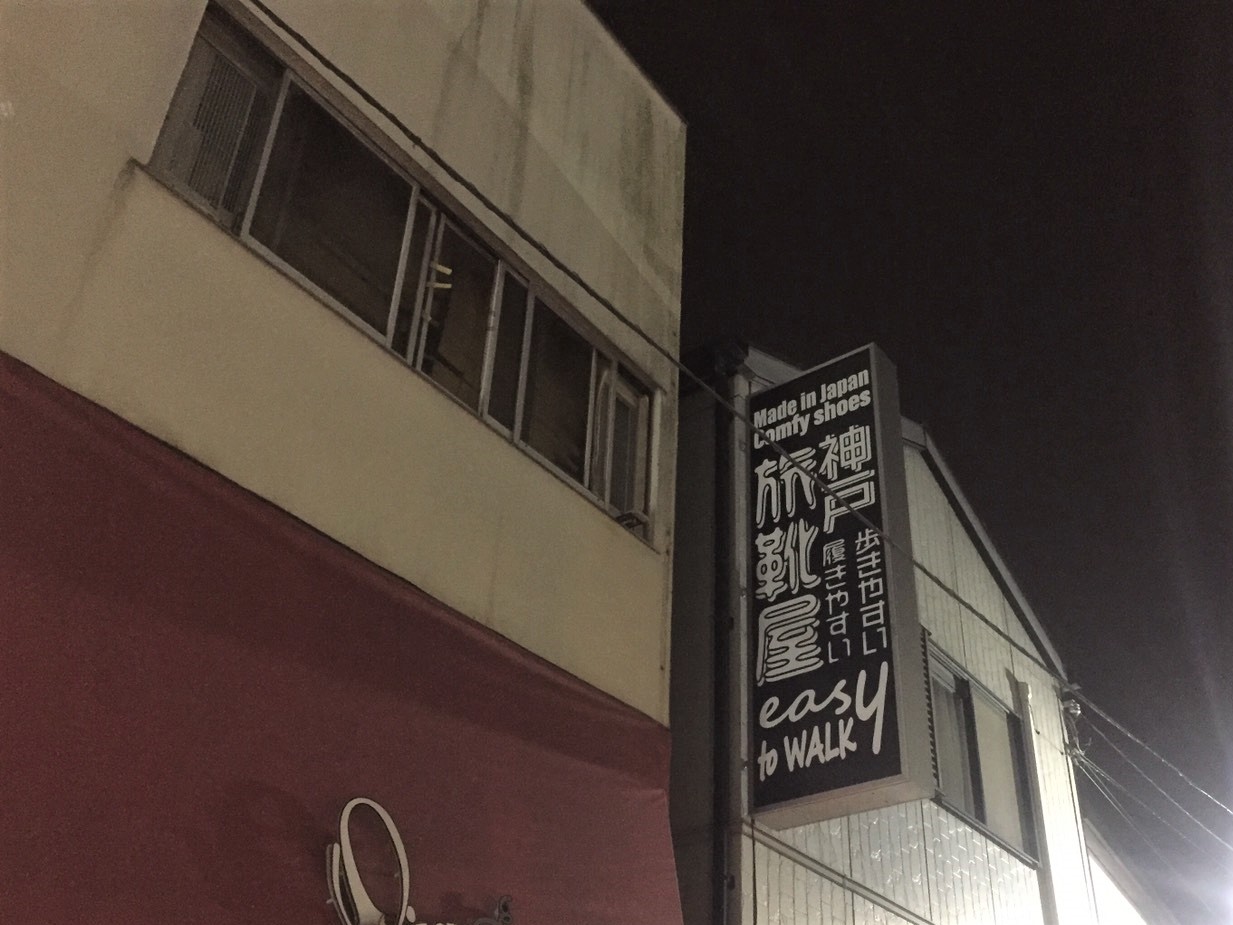 Made in Japan
Comfy shoes
神戸
旅靴屋
歩きやすい
履きやすい
easy
to WALK